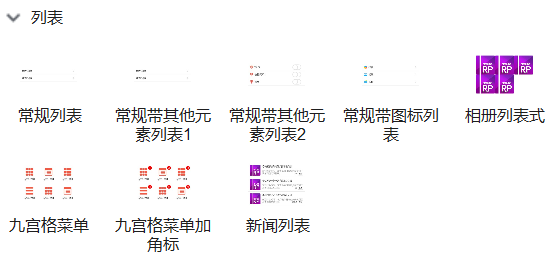 列表
常规列表
常规带其他元
素列表1
常规带其他元
素列表2
常规带图标列
表
RP
RP
相册列表式
九宫格菜单
九宫格菜单加
角标
RP
RP
RP
新闻列表